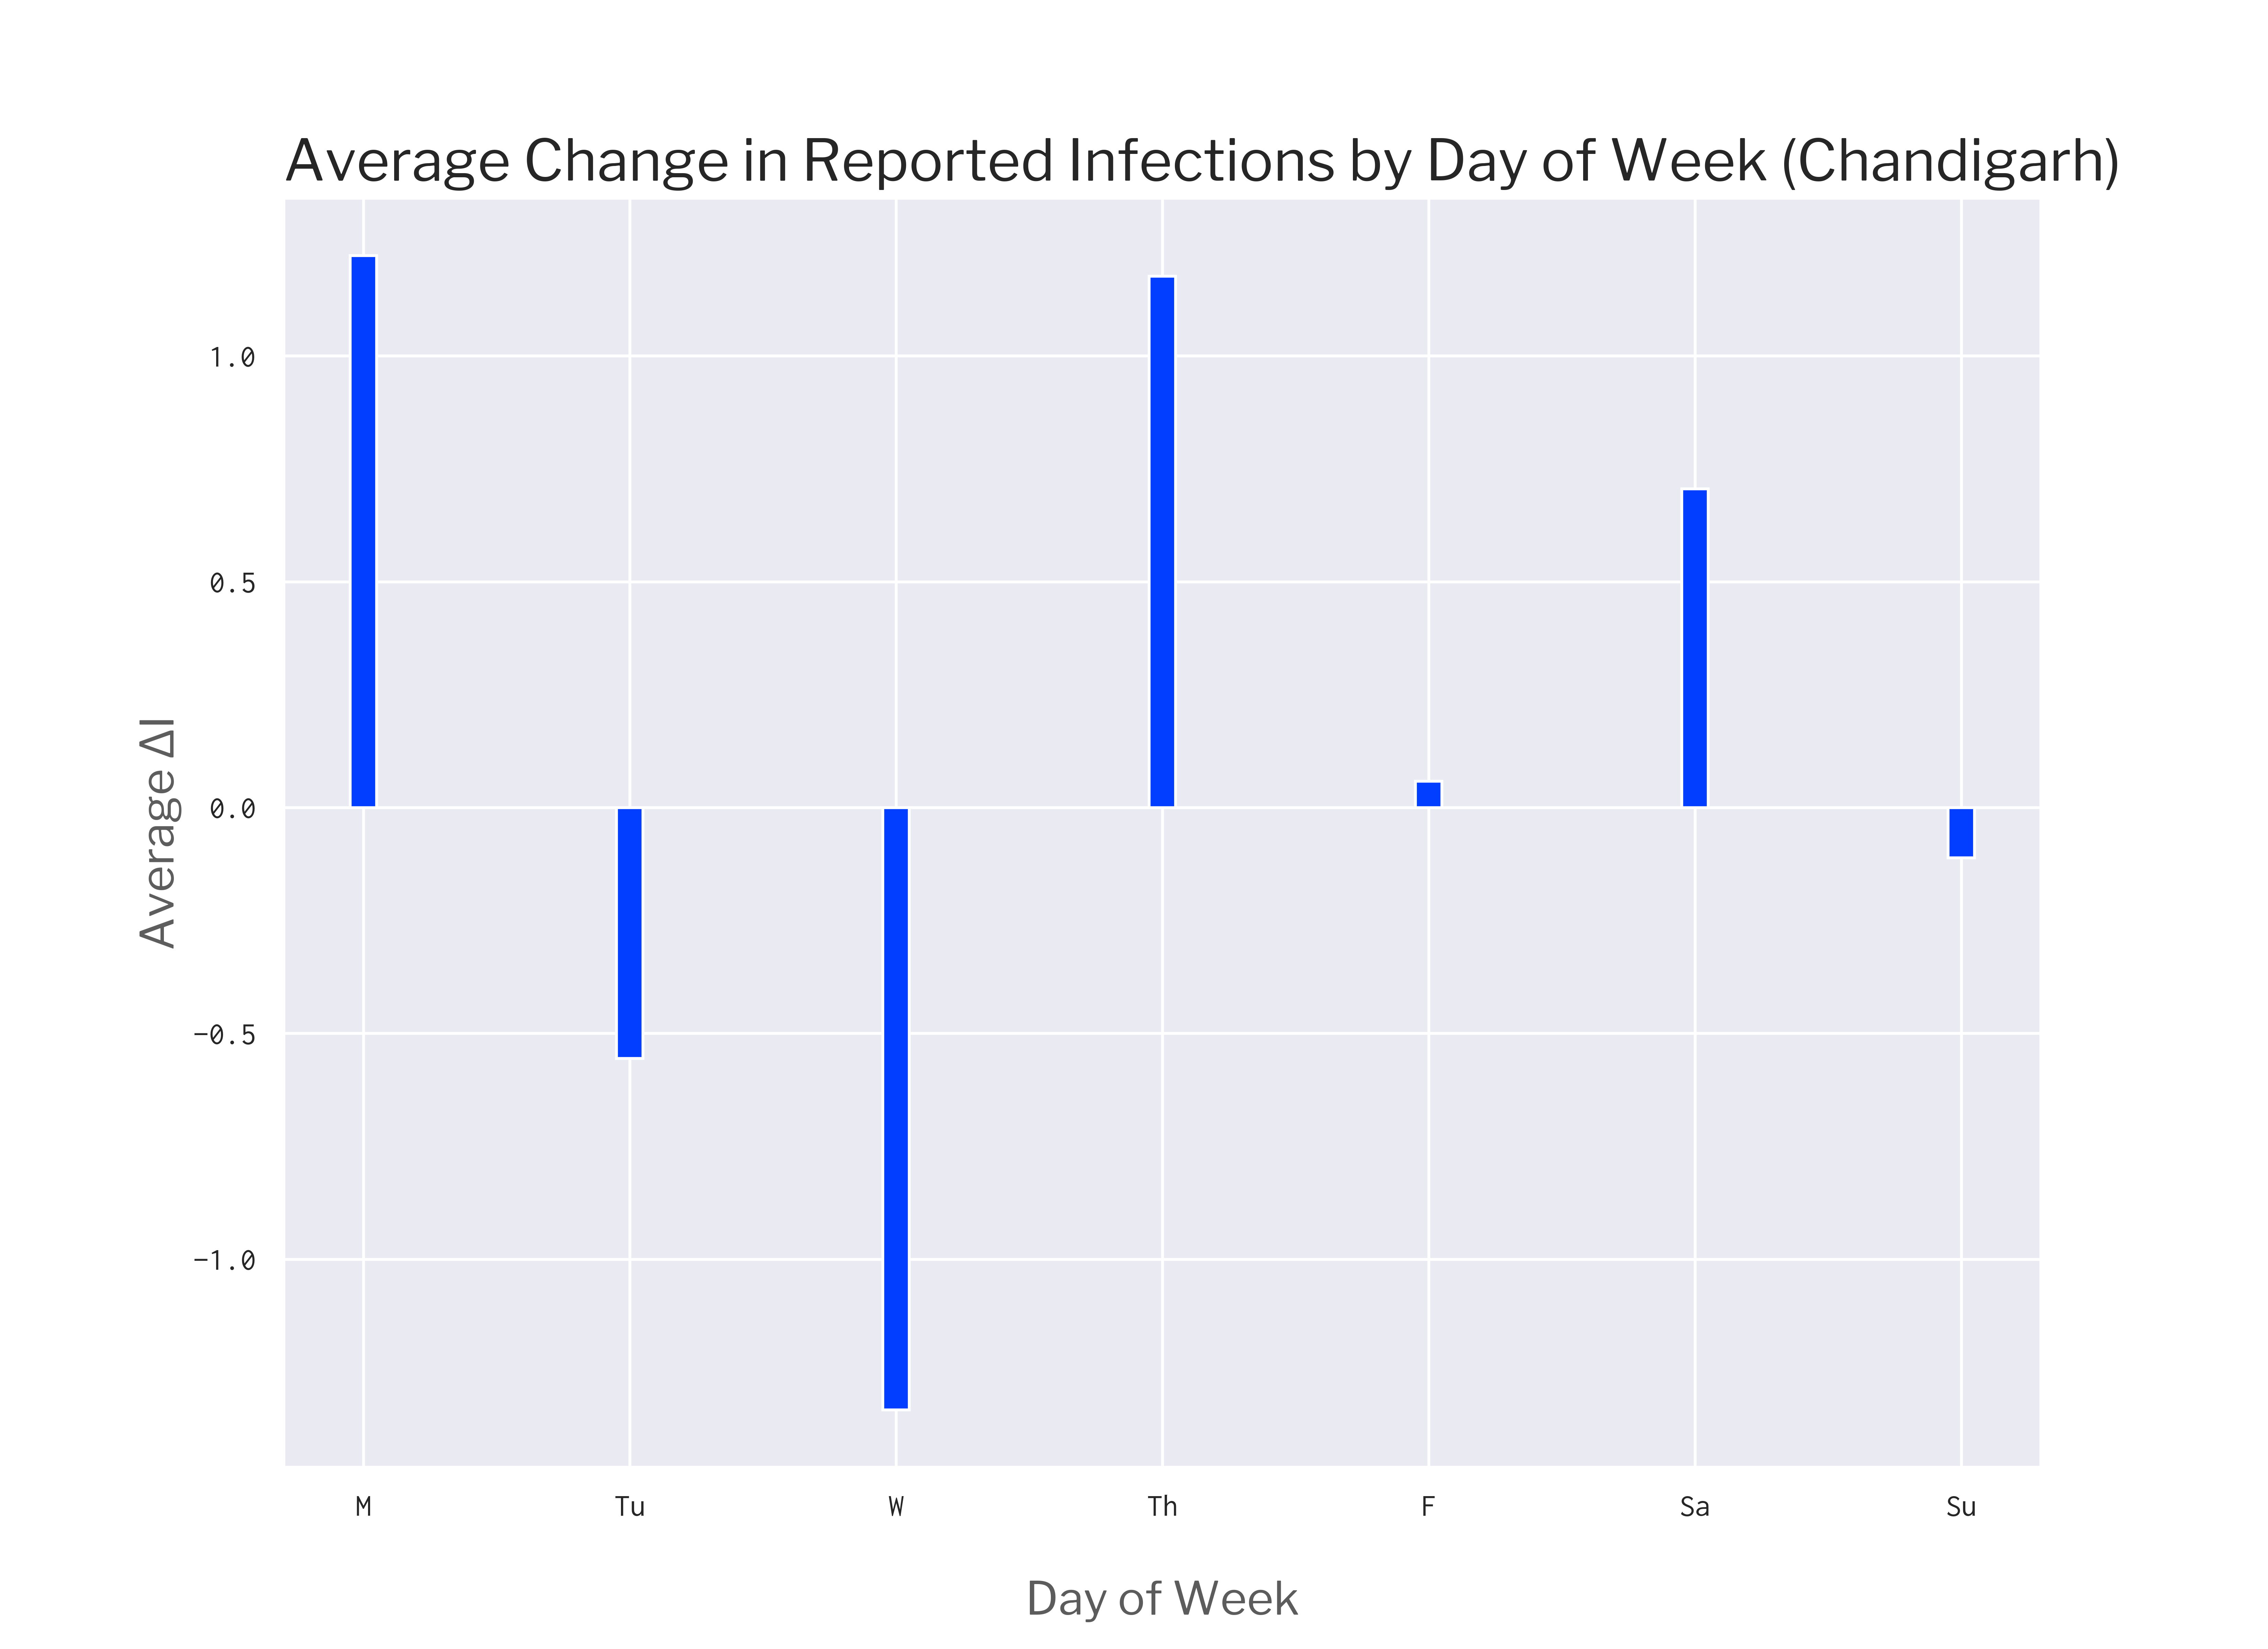 Average Change in Reported Infections by Day of Week (Chandigarh)
Average ΔI
1.0
0.5
0.0
−0.5
−1.0
M Tu W Th F Sa Su
Day of Week